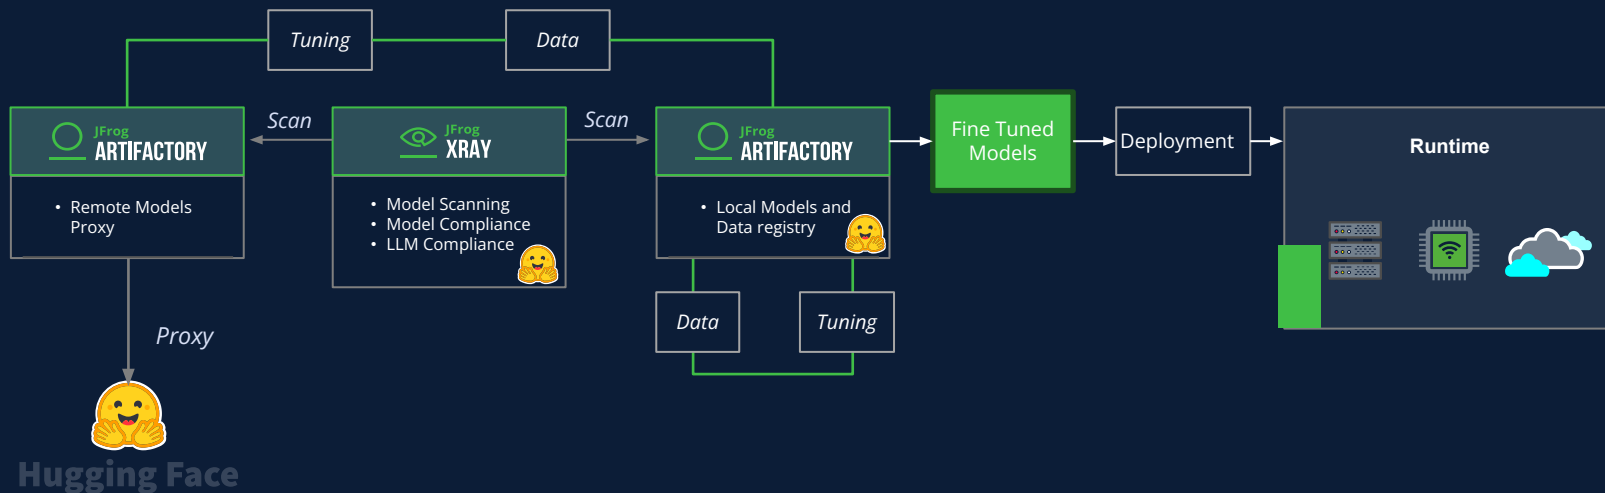 Tuning
Data
JFrog
ARTIFACTORY
Scan
JFrog
XRAY
Scan
JFrog
ARTIFACTORY
Fine Tuned
Models
Deployment
Runtime
• Remote Models
Proxy
• Model Scanning
• Model Compliance
• LLM Compliance
• Local Models and
Data registry
Data
Tuning
Proxy
Hugging Face